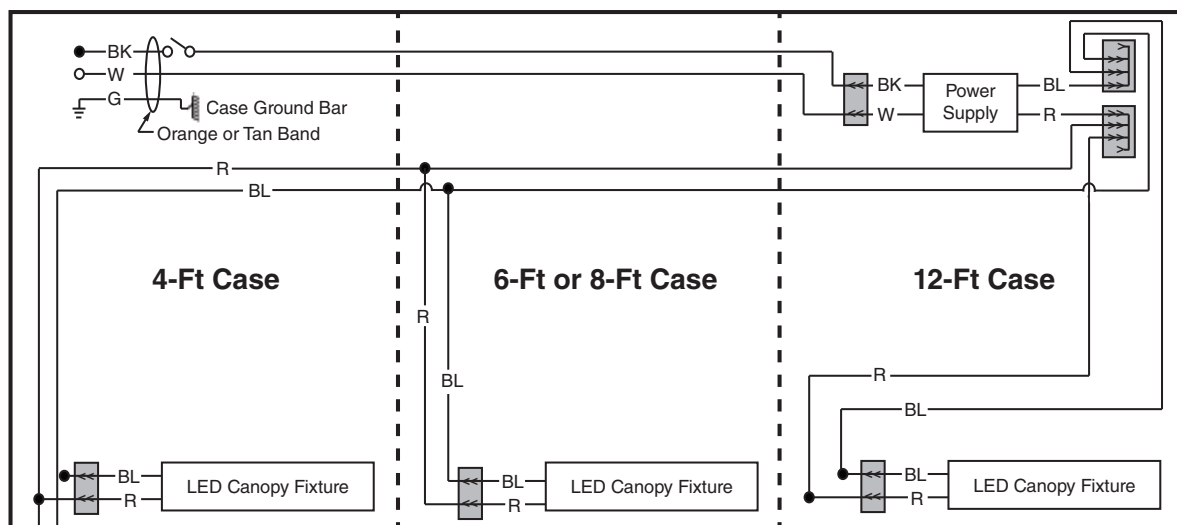 BK
W
G
Case Ground Bar
Orange or Tan Band
BK
W
Power
Supply
BL
R
R
BL
4-Ft Case
6-Ft or 8-Ft Case
12-Ft Case
R
BL
R
BL
BL
R
LED Canopy Fixture
BL
R
LED Canopy Fixture
BL
R
LED Canopy Fixture